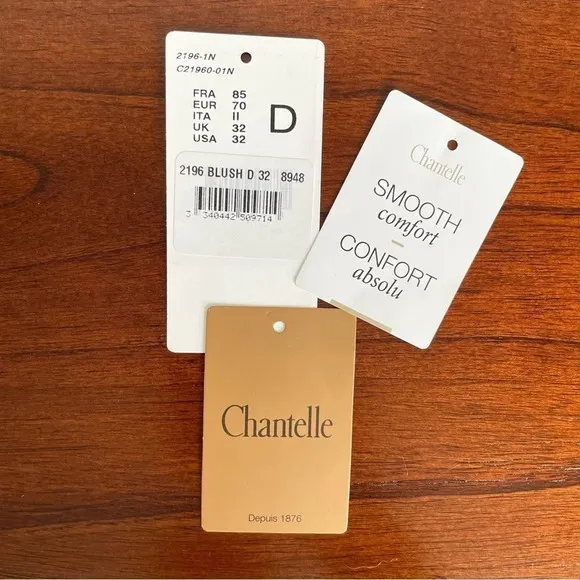 2196-1N
C21960-01N
FRA 85
EUR 70
ITA II
UK 32
USA 32
D
2196 BLUSH D 32 8948
3 340442 509714
Chantelle
SMOOTH
comfort
CONFORT
absolu
Chantelle
Depuis 1876